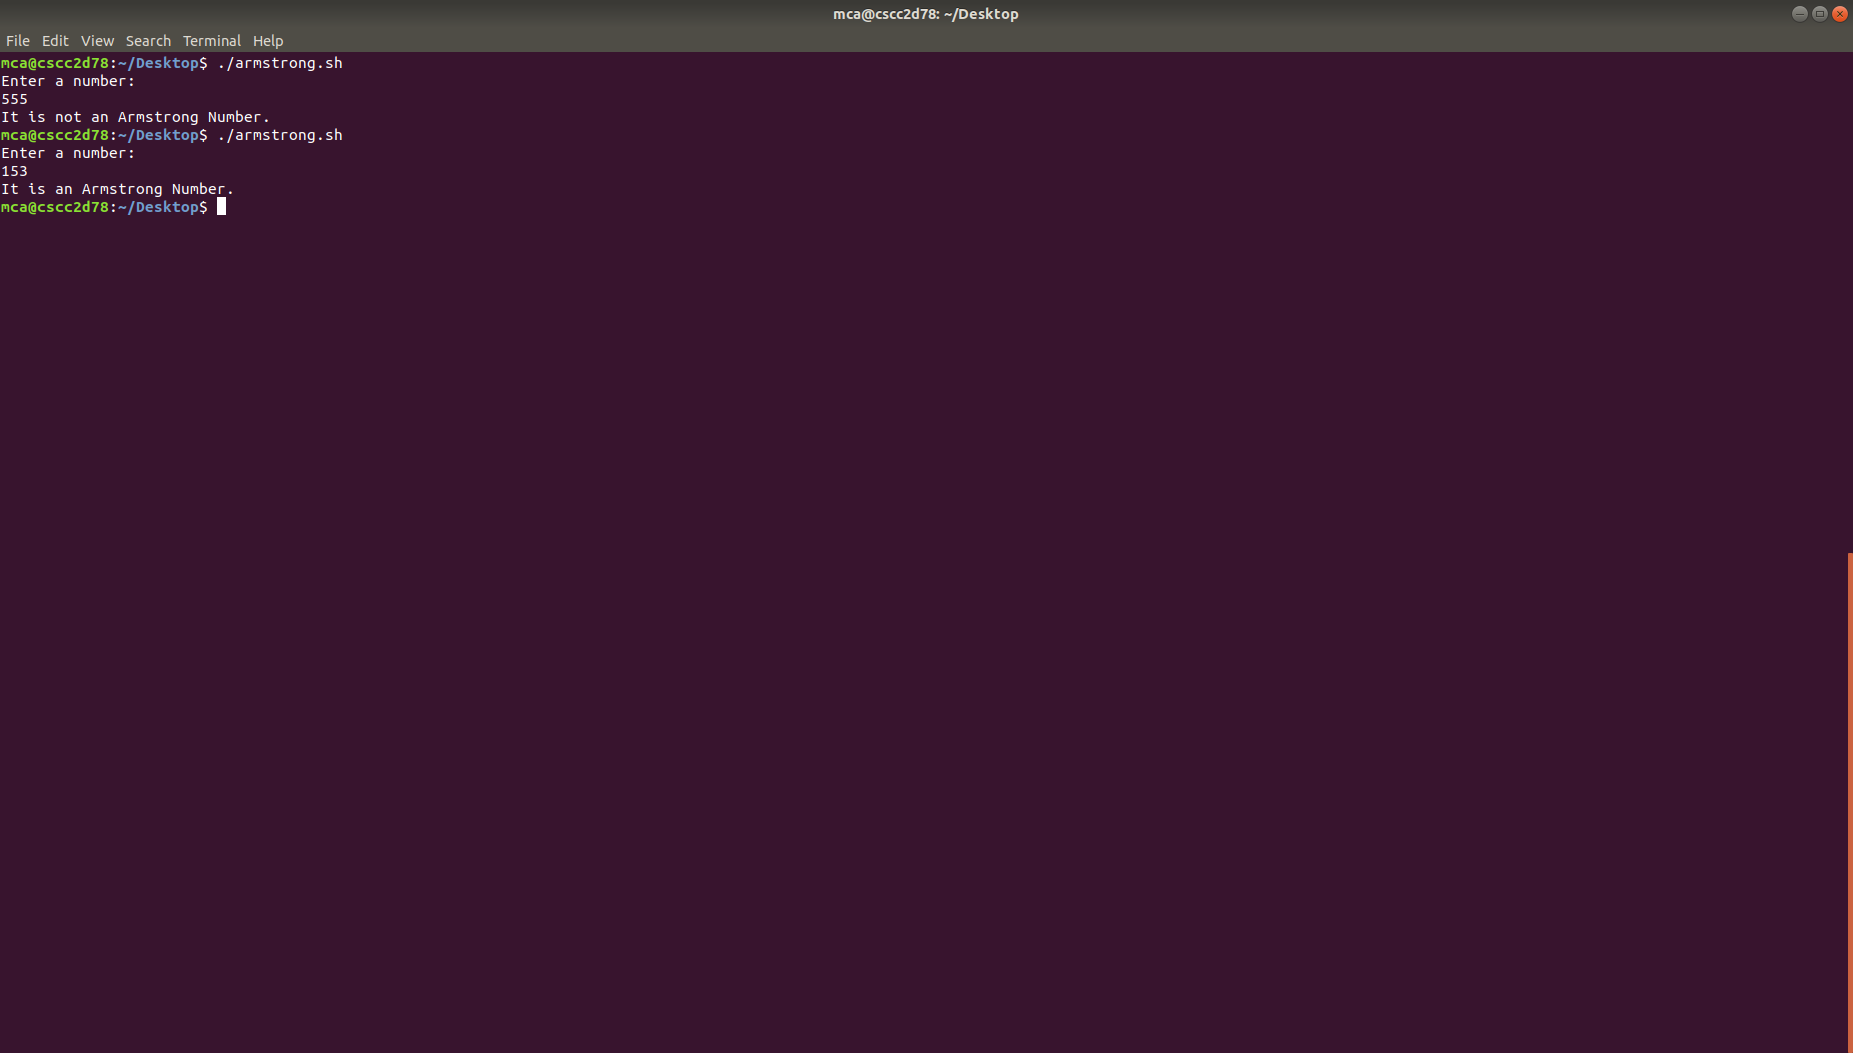 mca@cscc2d78: ~/Desktop
File Edit View Search Terminal Help
mca@cscc2d78:~/Desktop$ ./armstrong.sh
Enter a number:
555
It is not an Armstrong Number.
mca@cscc2d78:~/Desktop$ ./armstrong.sh
Enter a number:
153
It is an Armstrong Number.
mca@cscc2d78:~/Desktop$